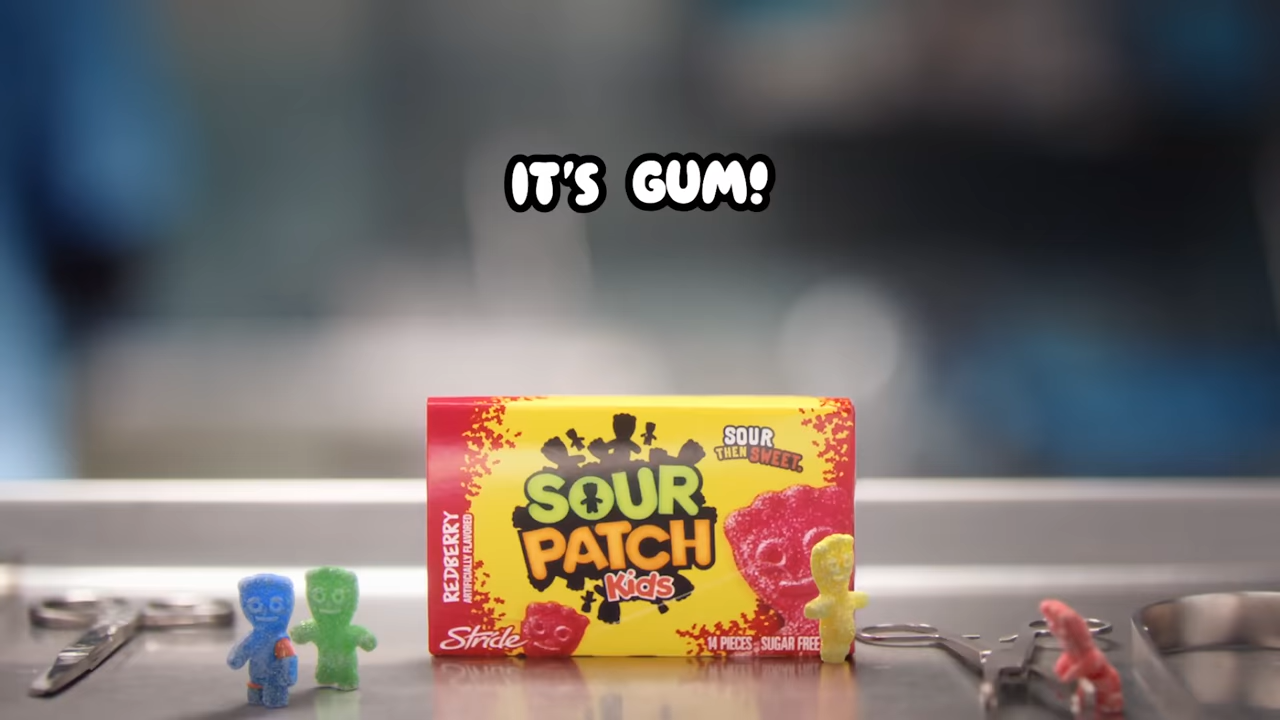 IT'S GUM!
SOUR
THEN SWEET.
SOUR
PATCH
Kids
REDBERRY
ARTIFICIALLY FLAVORED
Stride
14 PIECES SUGAR FREE